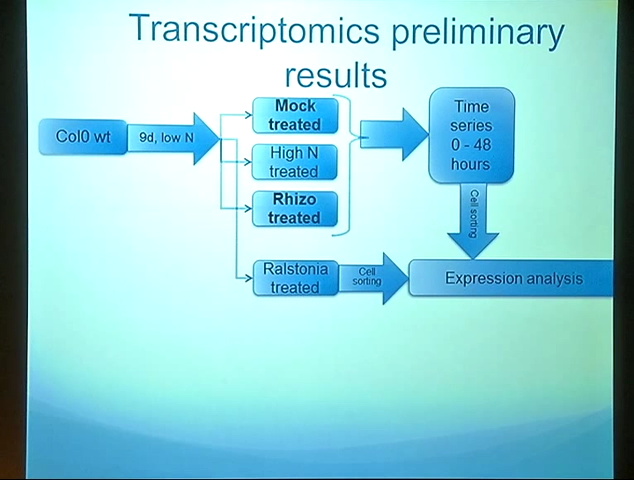 Transcriptomics preliminary
results
Col0 wt
9d, low N
Mock
treated
High N
treated
Rhizo
treated
Ralstonia
treated
Time
series
0 - 48
hours
Cell sorting
Cell
sorting
Expression analysis